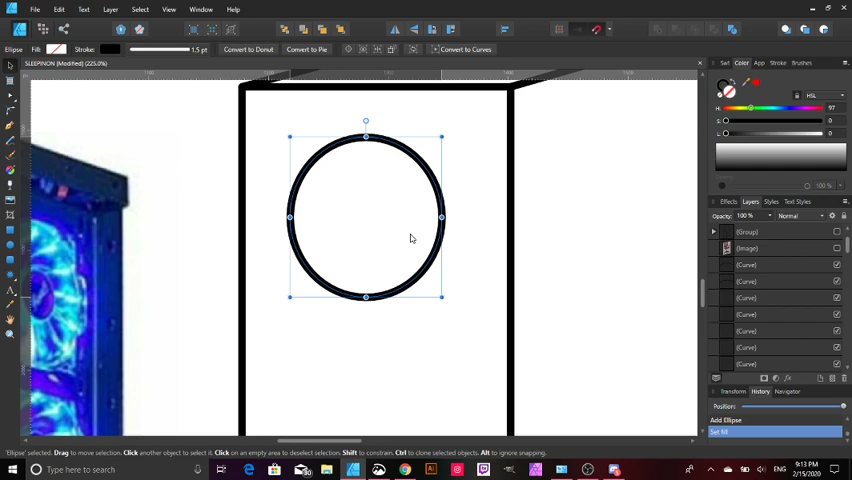 File Edit Text Layer Select View Window Help
Ellipse Fill: Stroke: 1.5 pt Convert to Donut Convert to Pie Convert to Curves
SLEEPINON [Modified] (225.0%)
Set Color App Stroke Brushes
HSL
H: 97
S: 0
L: 0
Opacity
100 %
Effects Layers Styles Text Styles
Opacity: 100 % Normal
(Group)
(Image)
(Curve)
(Curve)
(Curve)
(Curve)
(Curve)
(Curve)
(Curve)
Transform History Navigator
Position:
Add Ellipse
Set fill
'Ellipse' selected. Drag to move selection. Click another object to select it. Click on an empty area to deselect selection. Shift to constrain. Ctrl to clone selected objects. Alt to ignore snapping.
Type here to search
9:13 PM
2/15/2020